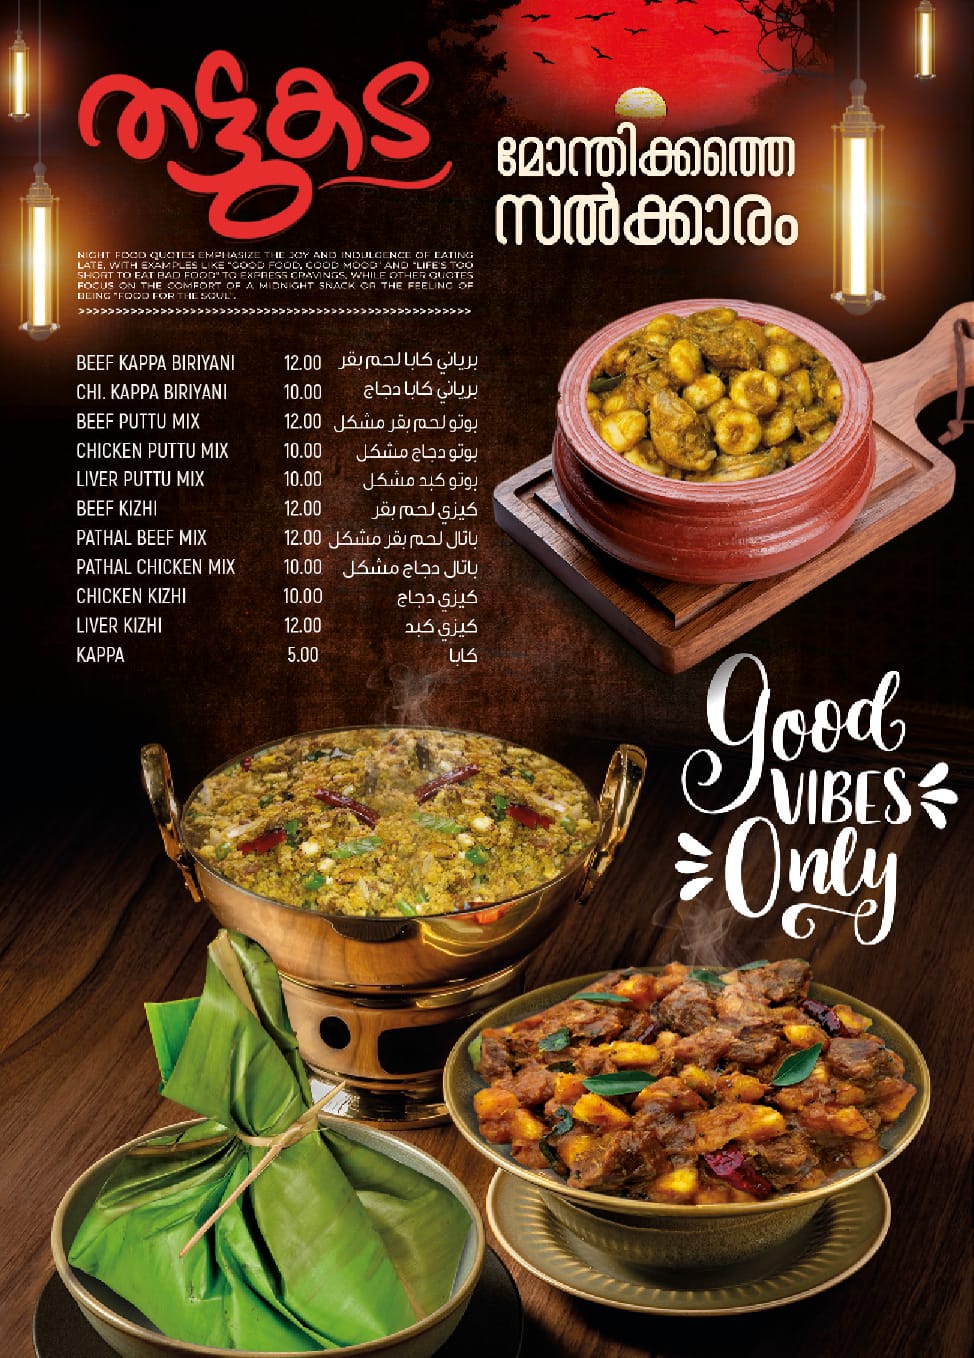 തട്ടുകട
മോന്തിക്കത്തെ
സൽക്കാരം
NIGHT FOOD QUOTES EMPHASIZE THE JOY AND INDULGENCE OF EATING
LATE, WITH EXAMPLES LIKE "GOOD FOOD, GOOD MOOD" AND "LIFE'S TOO
SHORT TO EAT BAD FOOD" TO EXPRESS CRAVINGS, WHILE OTHER QUOTES
FOCUS ON THE COMFORT OF A MIDNIGHT SNACK OR THE FEELING OF
BEING "FOOD FOR THE SOUL".
BEEF KAPPA BIRIYANI 12.00 برياني كابا لحم بقر
CHI. KAPPA BIRIYANI 10.00 برياني كابا دجاج
BEEF PUTTU MIX 12.00 بوتو لحم بقر مشكل
CHICKEN PUTTU MIX 10.00 بوتو دجاج مشكل
LIVER PUTTU MIX 10.00 بوتو كبد مشكل
BEEF KIZHI 12.00 كيزي لحم بقر
PATHAL BEEF MIX 12.00 باتال لحم بقر مشكل
PATHAL CHICKEN MIX 10.00 باتال دجاج مشكل
CHICKEN KIZHI 10.00 كيزي دجاج
LIVER KIZHI 12.00 كيزي كبد
KAPPA 5.00 كابا
good
VIBES
Only